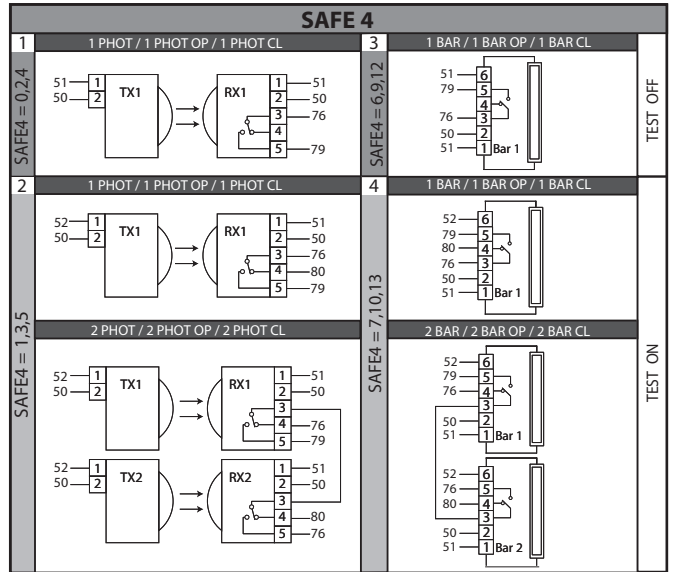 SAFE 4
1
1 PHOT / 1 PHOT OP / 1 PHOT CL
SAFE4 = 0,2,4
51 1
50 2
TX1
RX1
1 51
2 50
3 76
4
5 79
3
1 BAR / 1 BAR OP / 1 BAR CL
SAFE4 = 6,9,12
51 6
79 5
4
76 3
50 2
51 1 Bar 1
TEST OFF
2
1 PHOT / 1 PHOT OP / 1 PHOT CL
SAFE4 = 1,3,5
52 1
50 2
TX1
RX1
1 51
2 50
3 76
4 80
5 79
2 PHOT / 2 PHOT OP / 2 PHOT CL
52 1
50 2
TX1
RX1
1 51
2 50
3
4 76
5 79
52 1
50 2
TX2
RX2
1 51
2 50
3
4 80
5 76
4
1 BAR / 1 BAR OP / 1 BAR CL
SAFE4 = 7,10,13
52 6
79 5
80 4
76 3
50 2
51 1 Bar 1
2 BAR / 2 BAR OP / 2 BAR CL
52 6
79 5
76 4
3
50 2
51 1 Bar 1
52 6
76 5
80 4
3
50 2
51 1 Bar 2
TEST ON